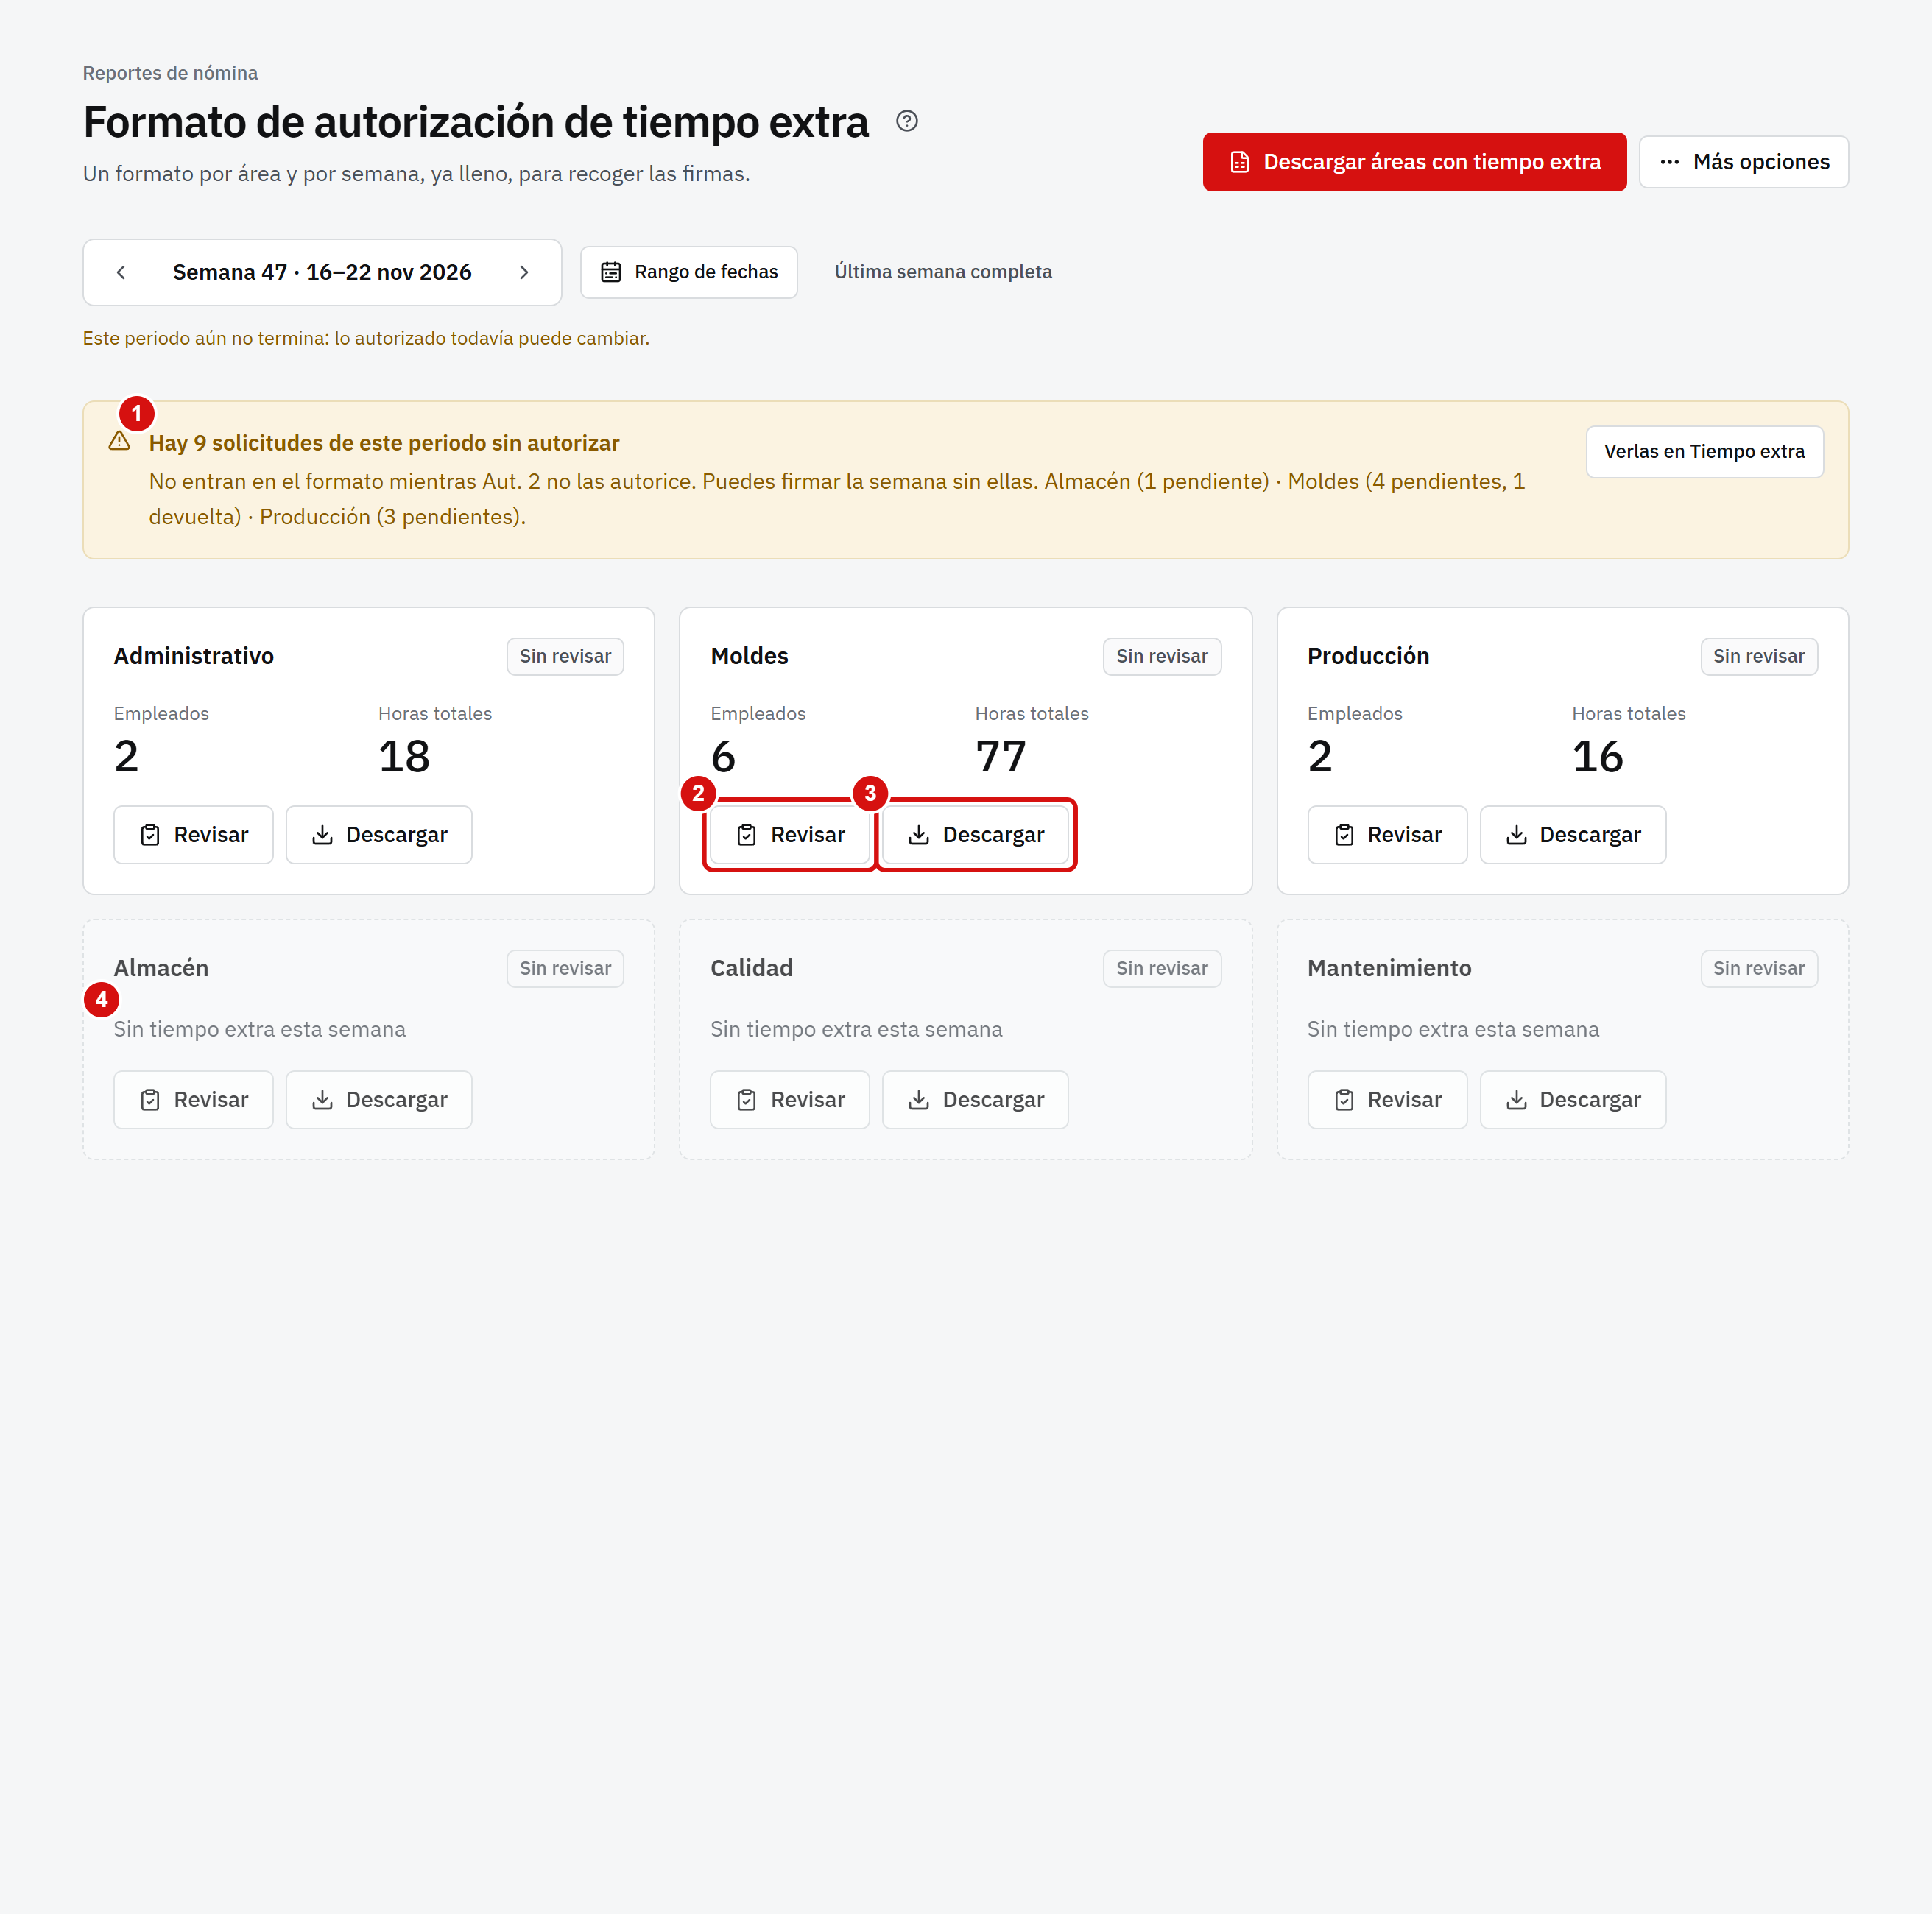 Reportes de nómina
Formato de autorización de tiempo extra
Un formato por área y por semana, ya lleno, para recoger las firmas.
Descargar áreas con tiempo extra
Más opciones
Semana 47 · 16–22 nov 2026
Rango de fechas
Última semana completa
Este periodo aún no termina: lo autorizado todavía puede cambiar.
1
Hay 9 solicitudes de este periodo sin autorizar
No entran en el formato mientras Aut. 2 no las autorice. Puedes firmar la semana sin ellas. Almacén (1 pendiente) · Moldes (4 pendientes, 1
devuelta) · Producción (3 pendientes).
Verlas en Tiempo extra
Administrativo
Sin revisar
Empleados
Horas totales
2
18
Revisar
Descargar
Moldes
Sin revisar
Empleados
Horas totales
6
77
2
3
Revisar
Descargar
Producción
Sin revisar
Empleados
Horas totales
2
16
Revisar
Descargar
Almacén
Sin revisar
4
Sin tiempo extra esta semana
Revisar
Descargar
Calidad
Sin revisar
Sin tiempo extra esta semana
Revisar
Descargar
Mantenimiento
Sin revisar
Sin tiempo extra esta semana
Revisar
Descargar